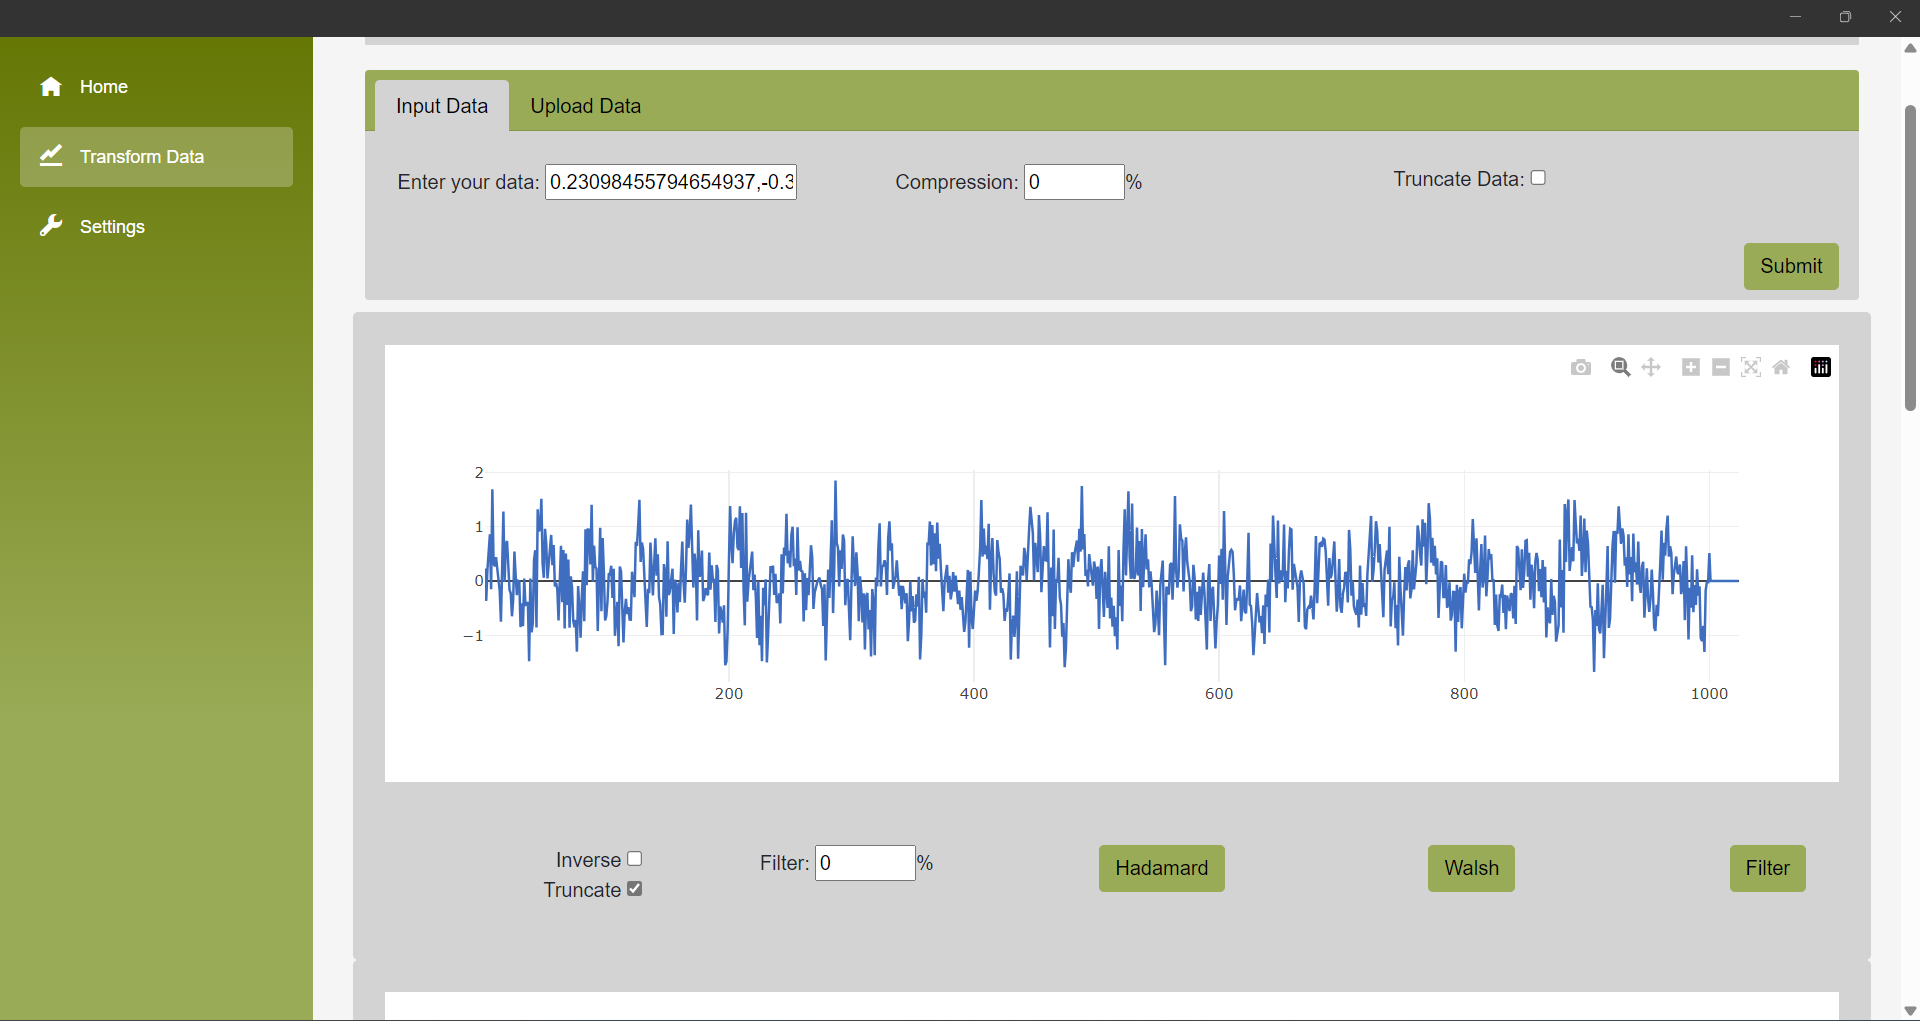 Home
Transform Data
Settings
Input Data Upload Data
Enter your data: 0.23098455794654937,-0.3 Compression: 0 % Truncate Data:
Submit
2
1
0
−1
200 400 600 800 1000
Inverse
Truncate
Filter: 0 % Hadamard Walsh Filter